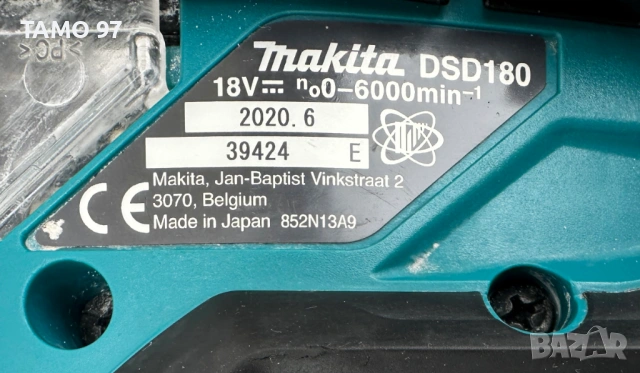 TAMO 97
>PC<
makita DSD180
18V⎓ n₀0-6000min⁻¹
2020.6
39424 E
Makita, Jan-Baptist Vinkstraat 2
3070, Belgium
CE Made in Japan 852N13A9
BAZAR